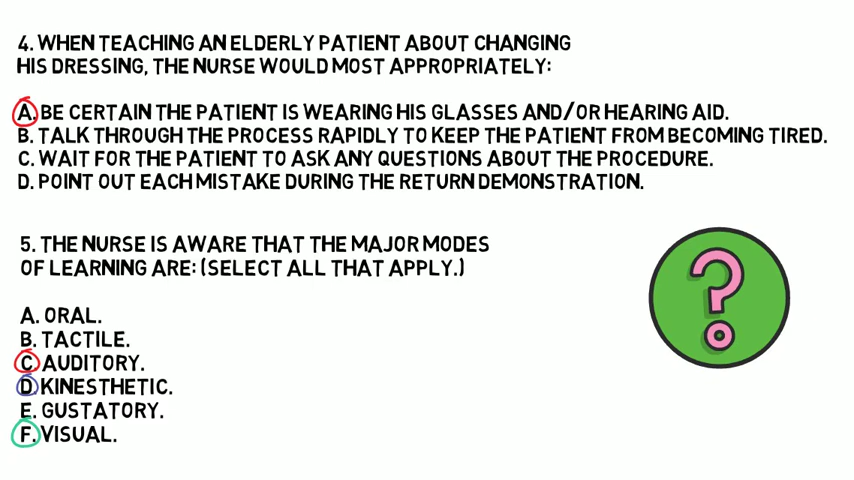 4. WHEN TEACHING AN ELDERLY PATIENT ABOUT CHANGING
HIS DRESSING, THE NURSE WOULD MOST APPROPRIATELY:
A. BE CERTAIN THE PATIENT IS WEARING HIS GLASSES AND/OR HEARING AID.
B. TALK THROUGH THE PROCESS RAPIDLY TO KEEP THE PATIENT FROM BECOMING TIRED.
C. WAIT FOR THE PATIENT TO ASK ANY QUESTIONS ABOUT THE PROCEDURE.
D. POINT OUT EACH MISTAKE DURING THE RETURN DEMONSTRATION.
5. THE NURSE IS AWARE THAT THE MAJOR MODES
OF LEARNING ARE: (SELECT ALL THAT APPLY.)
A. ORAL.
B. TACTILE.
C. AUDITORY.
D. KINESTHETIC.
E. GUSTATORY.
F. VISUAL.
?